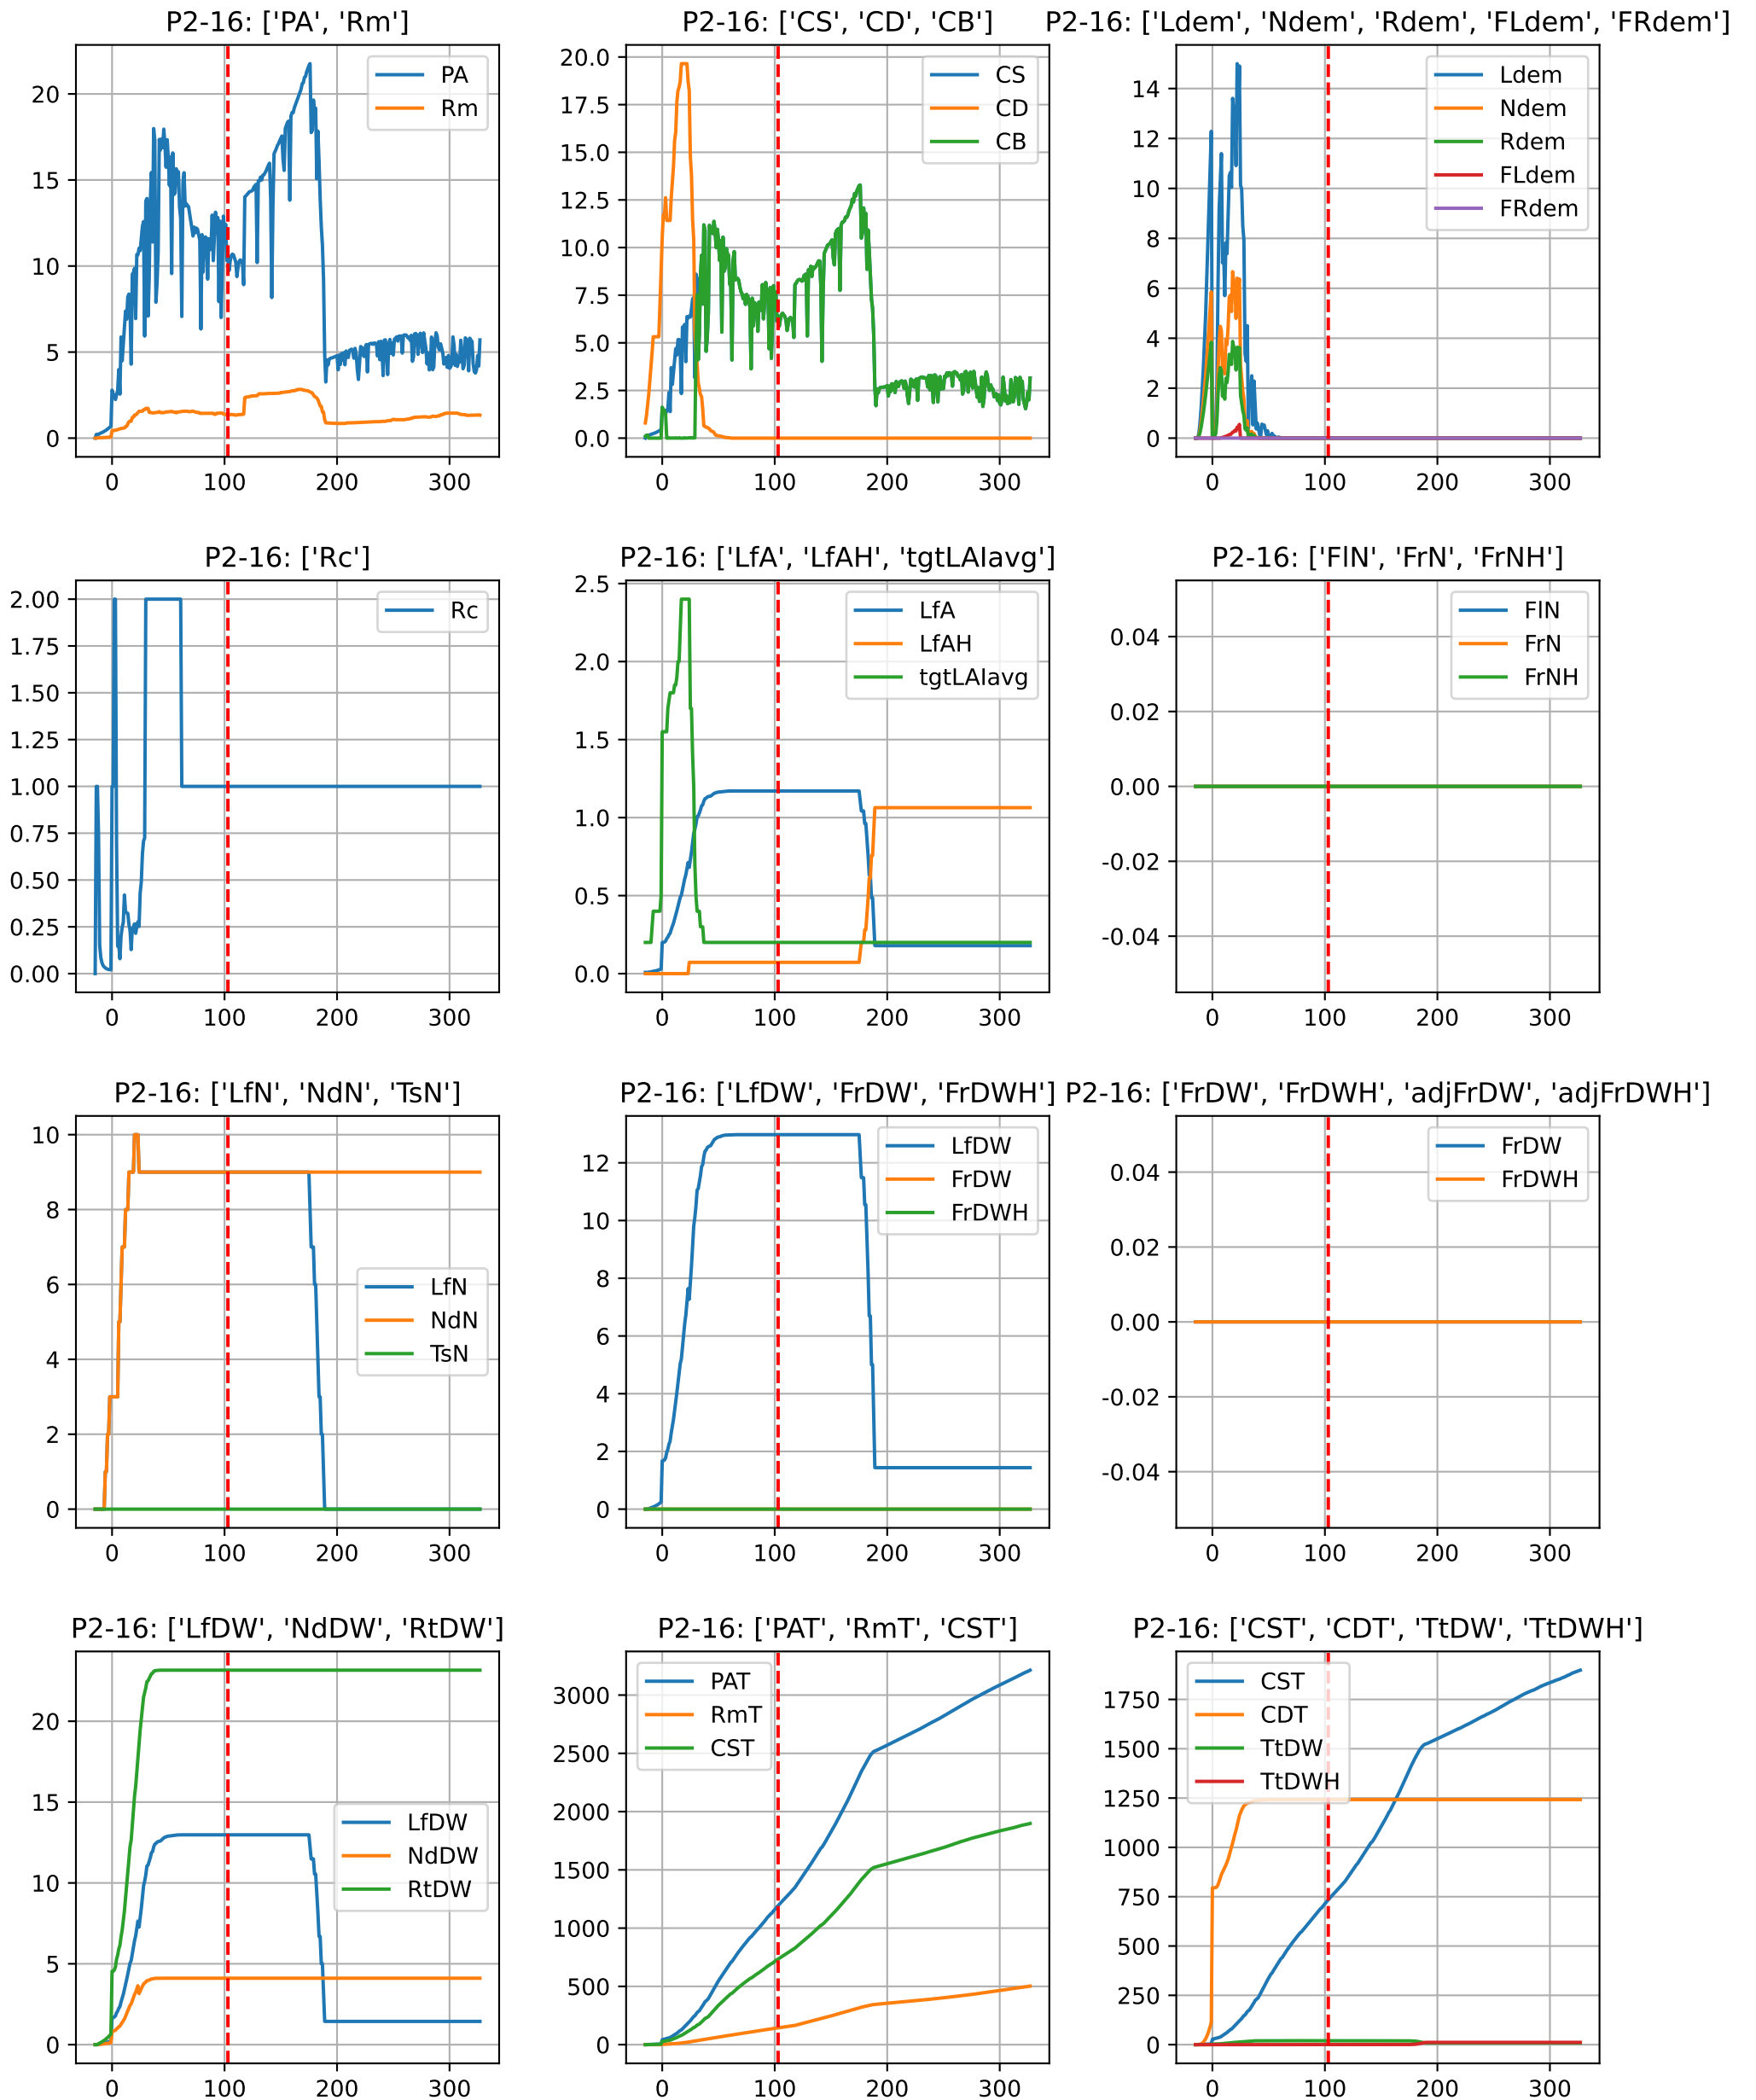 P2-16: ['PA', 'Rm']
PA
Rm
20
15
10
5
0
0 100 200 300
P2-16: ['CS', 'CD', 'CB']
CS
CD
CB
20.0
17.5
15.0
12.5
10.0
7.5
5.0
2.5
0.0
0 100 200 300
P2-16: ['Ldem', 'Ndem', 'Rdem', 'FLdem', 'FRdem']
Ldem
Ndem
Rdem
FLdem
FRdem
14
12
10
8
6
4
2
0
0 100 200 300
P2-16: ['Rc']
Rc
2.00
1.75
1.50
1.25
1.00
0.75
0.50
0.25
0.00
0 100 200 300
P2-16: ['LfA', 'LfAH', 'tgtLAIavg']
LfA
LfAH
tgtLAIavg
2.5
2.0
1.5
1.0
0.5
0.0
0 100 200 300
P2-16: ['FlN', 'FrN', 'FrNH']
FlN
FrN
FrNH
0.04
0.02
0.00
-0.02
-0.04
0 100 200 300
P2-16: ['LfN', 'NdN', 'TsN']
LfN
NdN
TsN
10
8
6
4
2
0
0 100 200 300
P2-16: ['LfDW', 'FrDW', 'FrDWH']
LfDW
FrDW
FrDWH
12
10
8
6
4
2
0
0 100 200 300
P2-16: ['FrDW', 'FrDWH', 'adjFrDW', 'adjFrDWH']
FrDW
FrDWH
0.04
0.02
0.00
-0.02
-0.04
0 100 200 300
P2-16: ['LfDW', 'NdDW', 'RtDW']
LfDW
NdDW
RtDW
20
15
10
5
0
0 100 200 300
P2-16: ['PAT', 'RmT', 'CST']
PAT
RmT
CST
3000
2500
2000
1500
1000
500
0
0 100 200 300
P2-16: ['CST', 'CDT', 'TtDW', 'TtDWH']
CST
CDT
TtDW
TtDWH
1750
1500
1250
1000
750
500
250
0
0 100 200 300